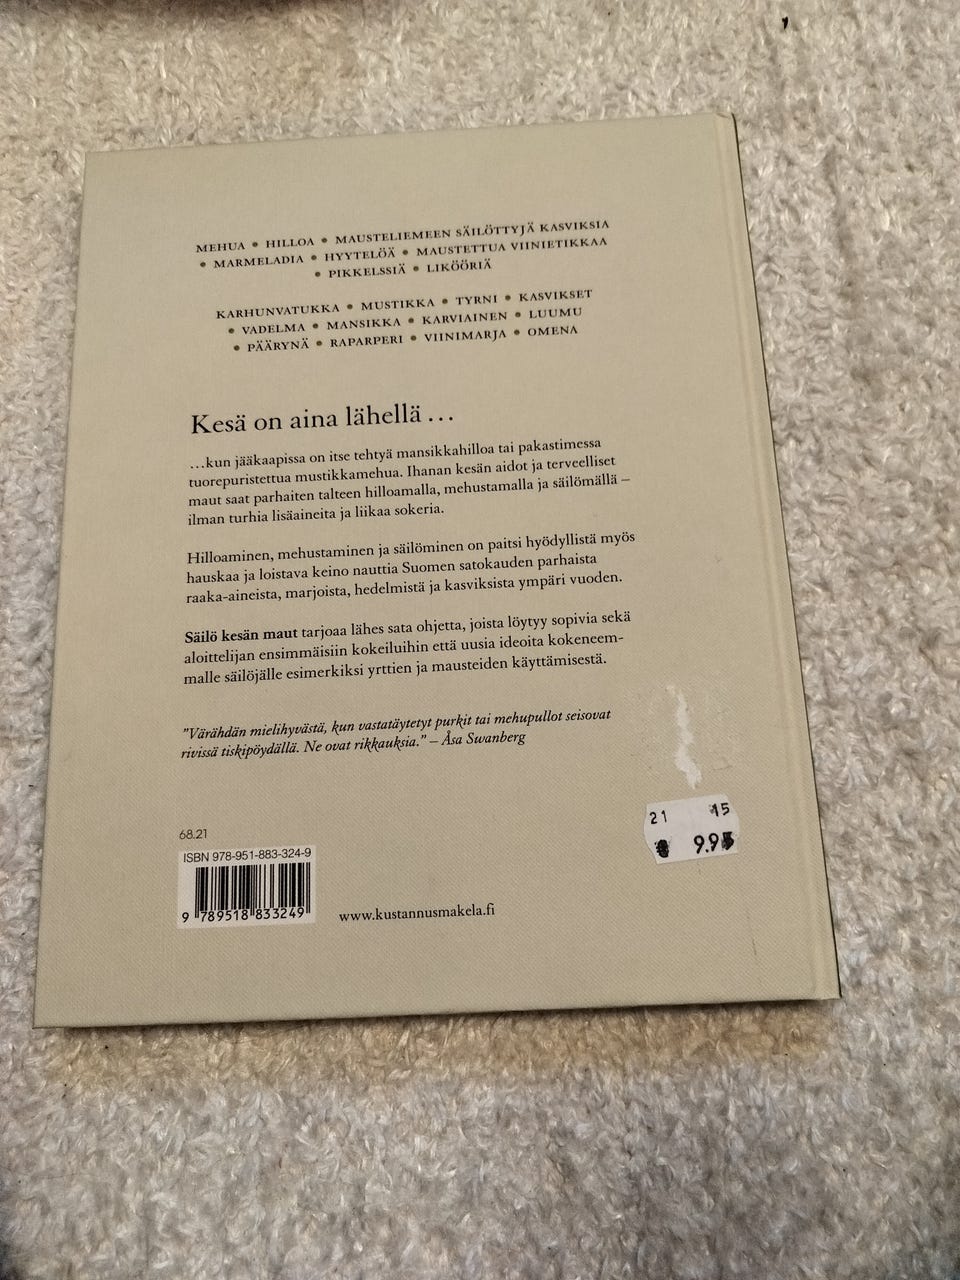 MEHUA • HILLOA • MAUSTELIEMEEN SÄILÖTTYJÄ KASVIKSIA
• MARMELADIA • HYYTELÖÄ • MAUSTETTUA VIINIETIKKAA
• PIKKELSSIÄ • LIKÖÖRIÄ
KARHUNVATUKKA • MUSTIKKA • TYRNI • KASVIKSET
• VADELMA • MANSIKKA • KARVIAINEN • LUUMU
• PÄÄRYNÄ • RAPARPERI • VIINIMARJA • OMENA
Kesä on aina lähellä...
...kun jääkaapissa on itse tehtyä mansikkahilloa tai pakastimessa
tuorepuristettua mustikkamehua. Ihanan kesän aidot ja terveelliset
maut saat parhaiten talteen hilloamalla, mehustamalla ja säilömällä –
ilman turhia lisäaineita ja liikaa sokeria.
Hilloaminen, mehustaminen ja säilöminen on paitsi hyödyllistä myös
hauskaa ja loistava keino nauttia Suomen satokauden parhaista
raaka-aineista, marjoista, hedelmistä ja kasviksista ympäri vuoden.
Säilö kesän maut tarjoaa lähes sata ohjetta, joista löytyy sopivia sekä
aloittelijan ensimmäisiin kokeiluihin että uusia ideoita kokeneem-
malle säilöjälle esimerkiksi yrttien ja mausteiden käyttämisestä.
"Värähdän mielihyvästä, kun vastatäytetyt purkit tai mehupullot seisovat
rivissä tiskipöydällä. Ne ovat rikkauksia." – Åsa Swanberg
68.21
ISBN 978-951-883-324-9
9 789518 833249
www.kustannusmakela.fi
21 45
€ 9.95